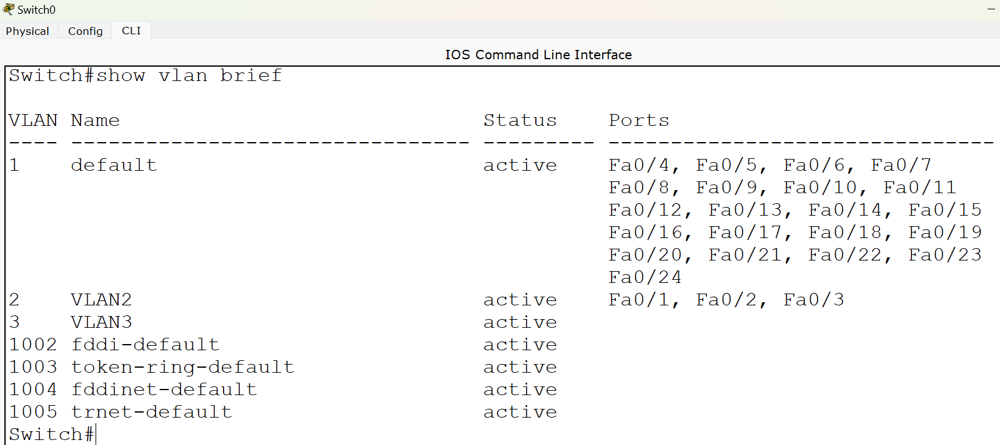 Switch0
Physical Config CLI
IOS Command Line Interface
Switch#show vlan brief
VLAN Name Status Ports
---- -------------------------------- --------- -------------------------------
1 default active Fa0/4, Fa0/5, Fa0/6, Fa0/7
Fa0/8, Fa0/9, Fa0/10, Fa0/11
Fa0/12, Fa0/13, Fa0/14, Fa0/15
Fa0/16, Fa0/17, Fa0/18, Fa0/19
Fa0/20, Fa0/21, Fa0/22, Fa0/23
Fa0/24
2 VLAN2 active Fa0/1, Fa0/2, Fa0/3
3 VLAN3 active
1002 fddi-default active
1003 token-ring-default active
1004 fddinet-default active
1005 trnet-default active
Switch#